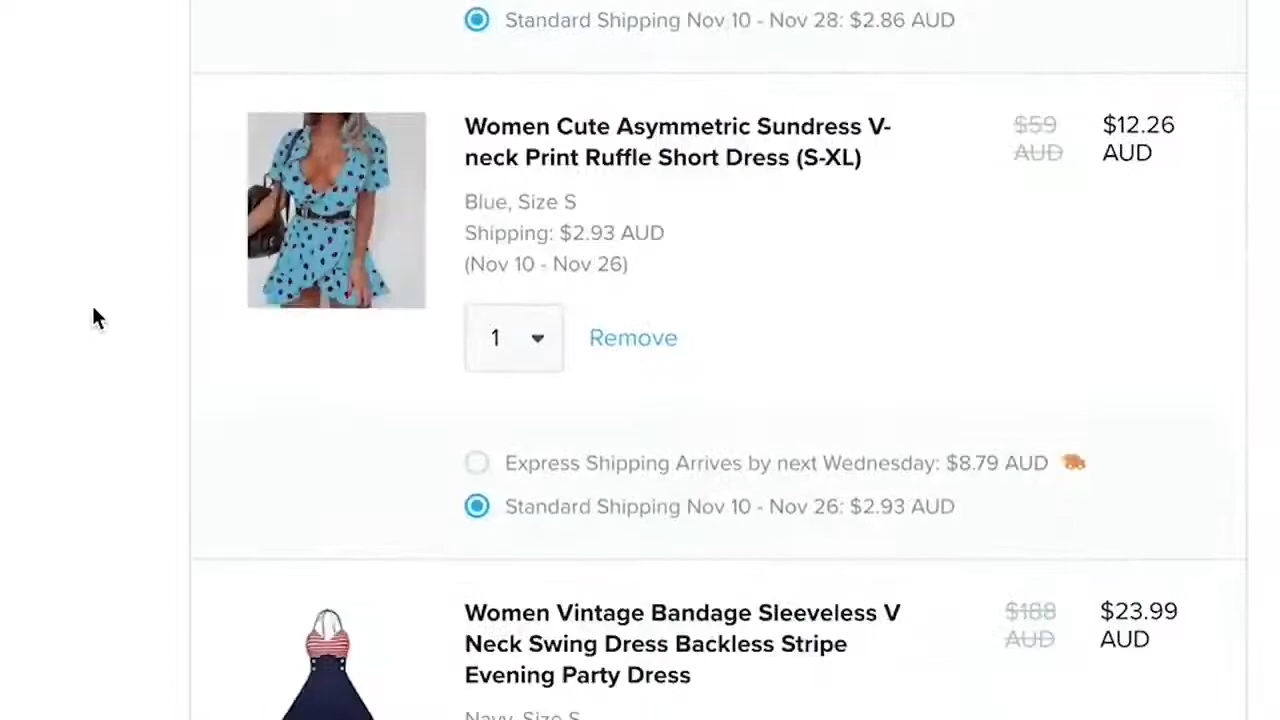 Standard Shipping Nov 10 - Nov 28: $2.86 AUD
Women Cute Asymmetric Sundress V-
neck Print Ruffle Short Dress (S-XL)
$59
AUD
$12.26
AUD
Blue, Size S
Shipping: $2.93 AUD
(Nov 10 - Nov 26)
1
Remove
Express Shipping Arrives by next Wednesday: $8.79 AUD
Standard Shipping Nov 10 - Nov 26: $2.93 AUD
Women Vintage Bandage Sleeveless V
Neck Swing Dress Backless Stripe
Evening Party Dress
$188
AUD
$23.99
AUD
Navy, Size S